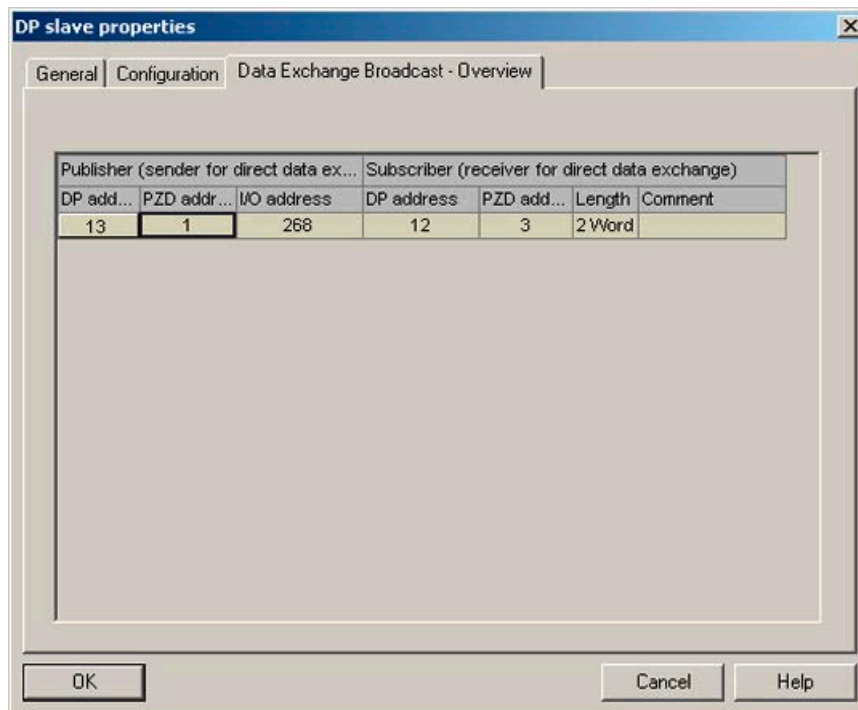 DP slave properties
General Configuration Data Exchange Broadcast - Overview
Publisher (sender for direct data ex... Subscriber (receiver for direct data exchange)
DP add... PZD addr... I/O address DP address PZD add... Length Comment
13 1 268 12 3 2 Word
OK Cancel Help